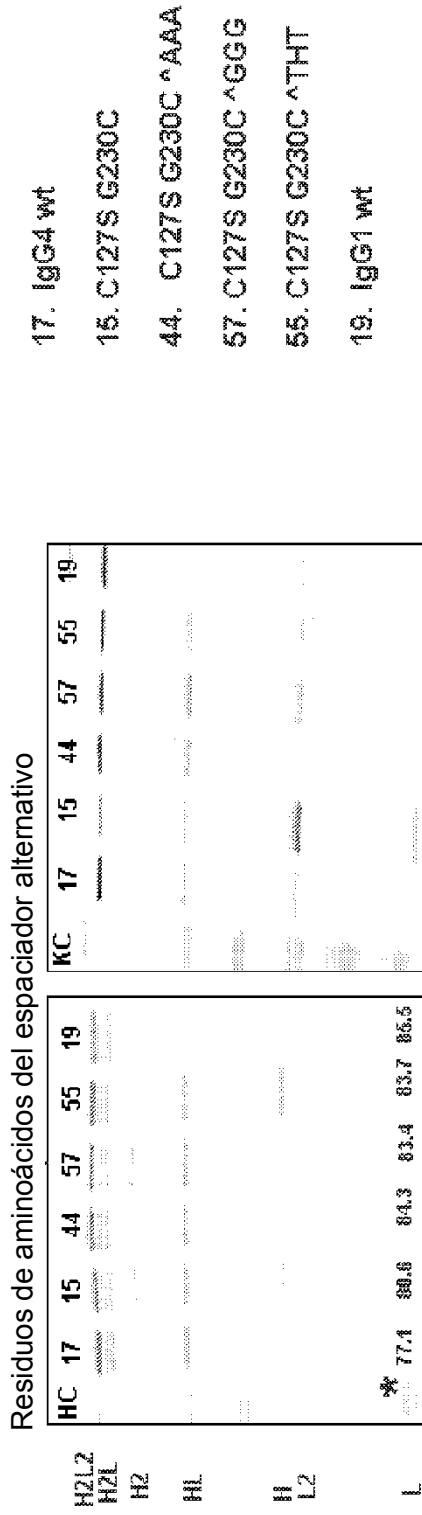 Residuos de aminoácidos del espaciador alternativo
HC 17 15 44 57 55 19
KC 17 15 44 57 55 19
H2L2
H2L
H2
HL
H
L2
L
* 77.1 80.8 84.3 83.4 83.7 85.5
17. IgG4 wt
15. C127S G230C
44. C127S G230C ^AAA
57. C127S G230C ^GGG
55. C127S G230C ^THT
19. IgG1 wt